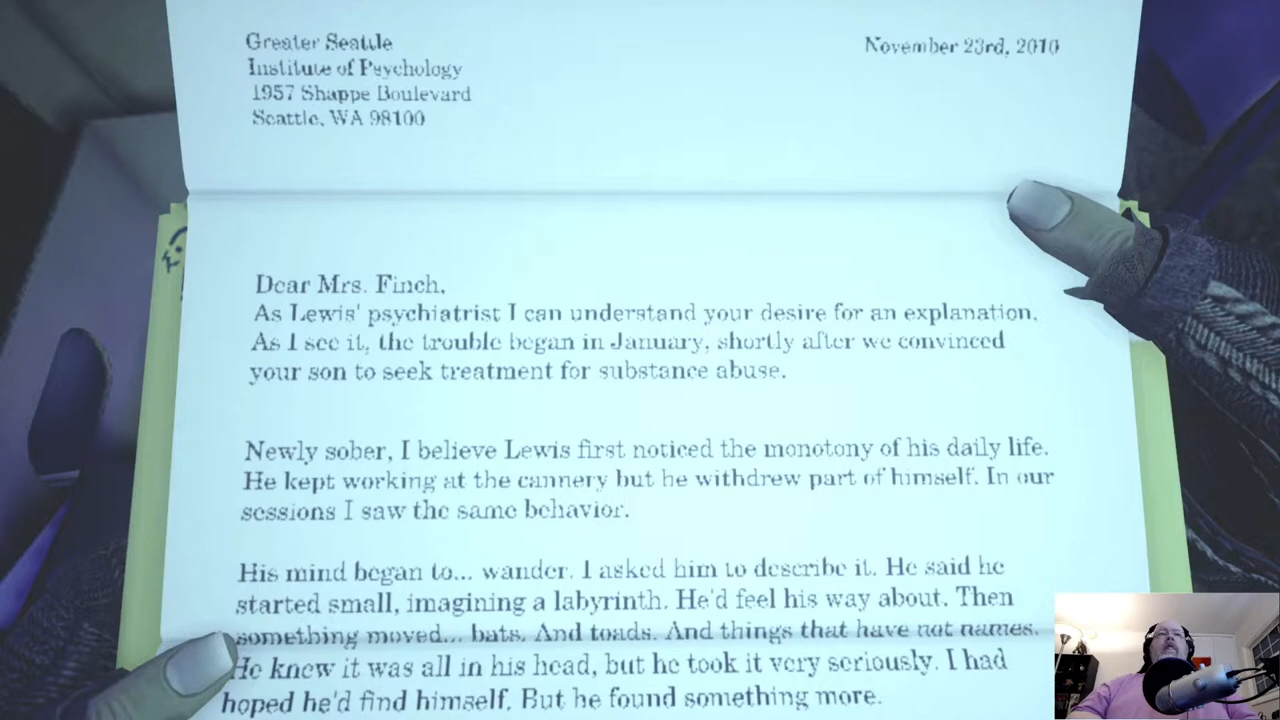 Greater Seattle
November 23rd, 2010
Institute of Psychology
1957 Shappe Boulevard
Seattle, WA 98100
Dear Mrs. Finch,
As Lewis' psychiatrist I can understand your desire for an explanation.
As I see it, the trouble began in January, shortly after we convinced
your son to seek treatment for substance abuse.
Newly sober, I believe Lewis first noticed the monotony of his daily life.
He kept working at the cannery but he withdrew part of himself. In our
sessions I saw the same behavior.
His mind began to... wander. I asked him to describe it. He said he
started small, imagining a labyrinth. He'd feel his way about. Then
something moved... bats. And toads. And things that have not names.
He knew it was all in his head, but he took it very seriously. I had
hoped he'd find himself. But he found something more.